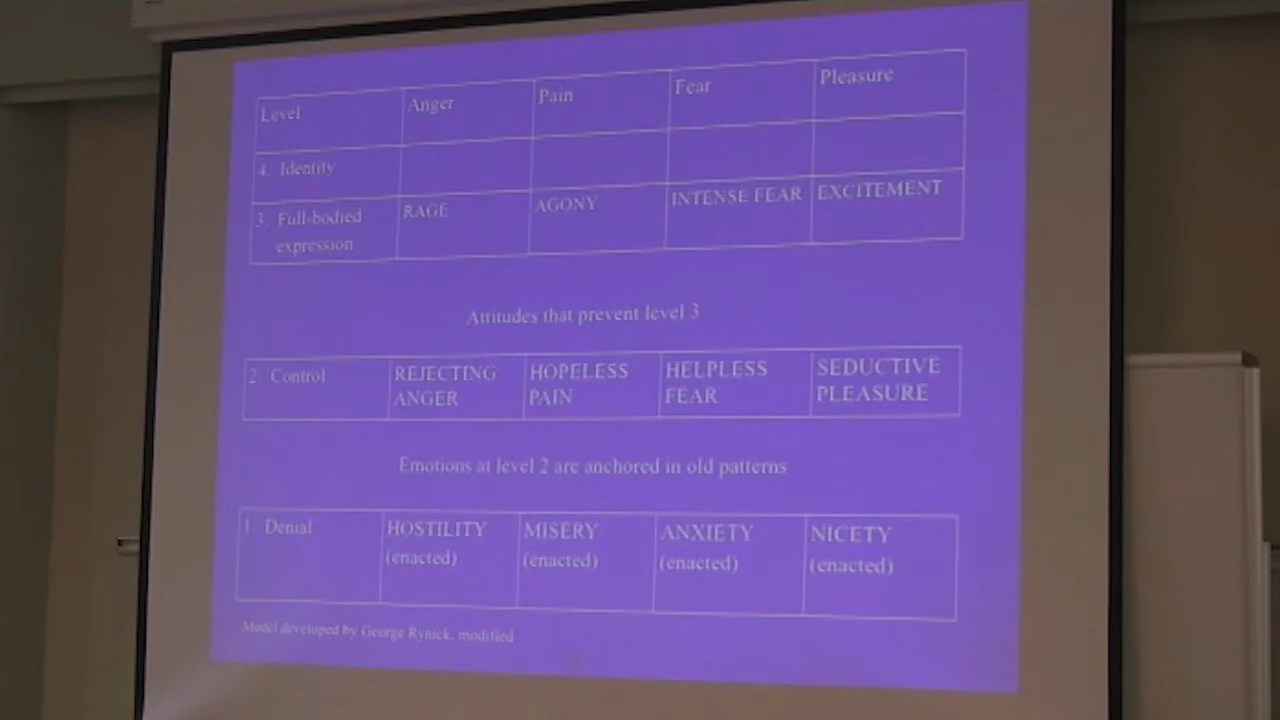 Level Anger Pain Fear Pleasure
4. Identity
3. Full-bodied expression RAGE AGONY INTENSE FEAR EXCITEMENT
Attitudes that prevent level 3
2. Control REJECTING ANGER HOPELESS PAIN HELPLESS FEAR SEDUCTIVE PLEASURE
Emotions at level 2 are anchored in old patterns
1. Denial HOSTILITY (enacted) MISERY (enacted) ANXIETY (enacted) NICETY (enacted)
Model developed by George Rynick, modified